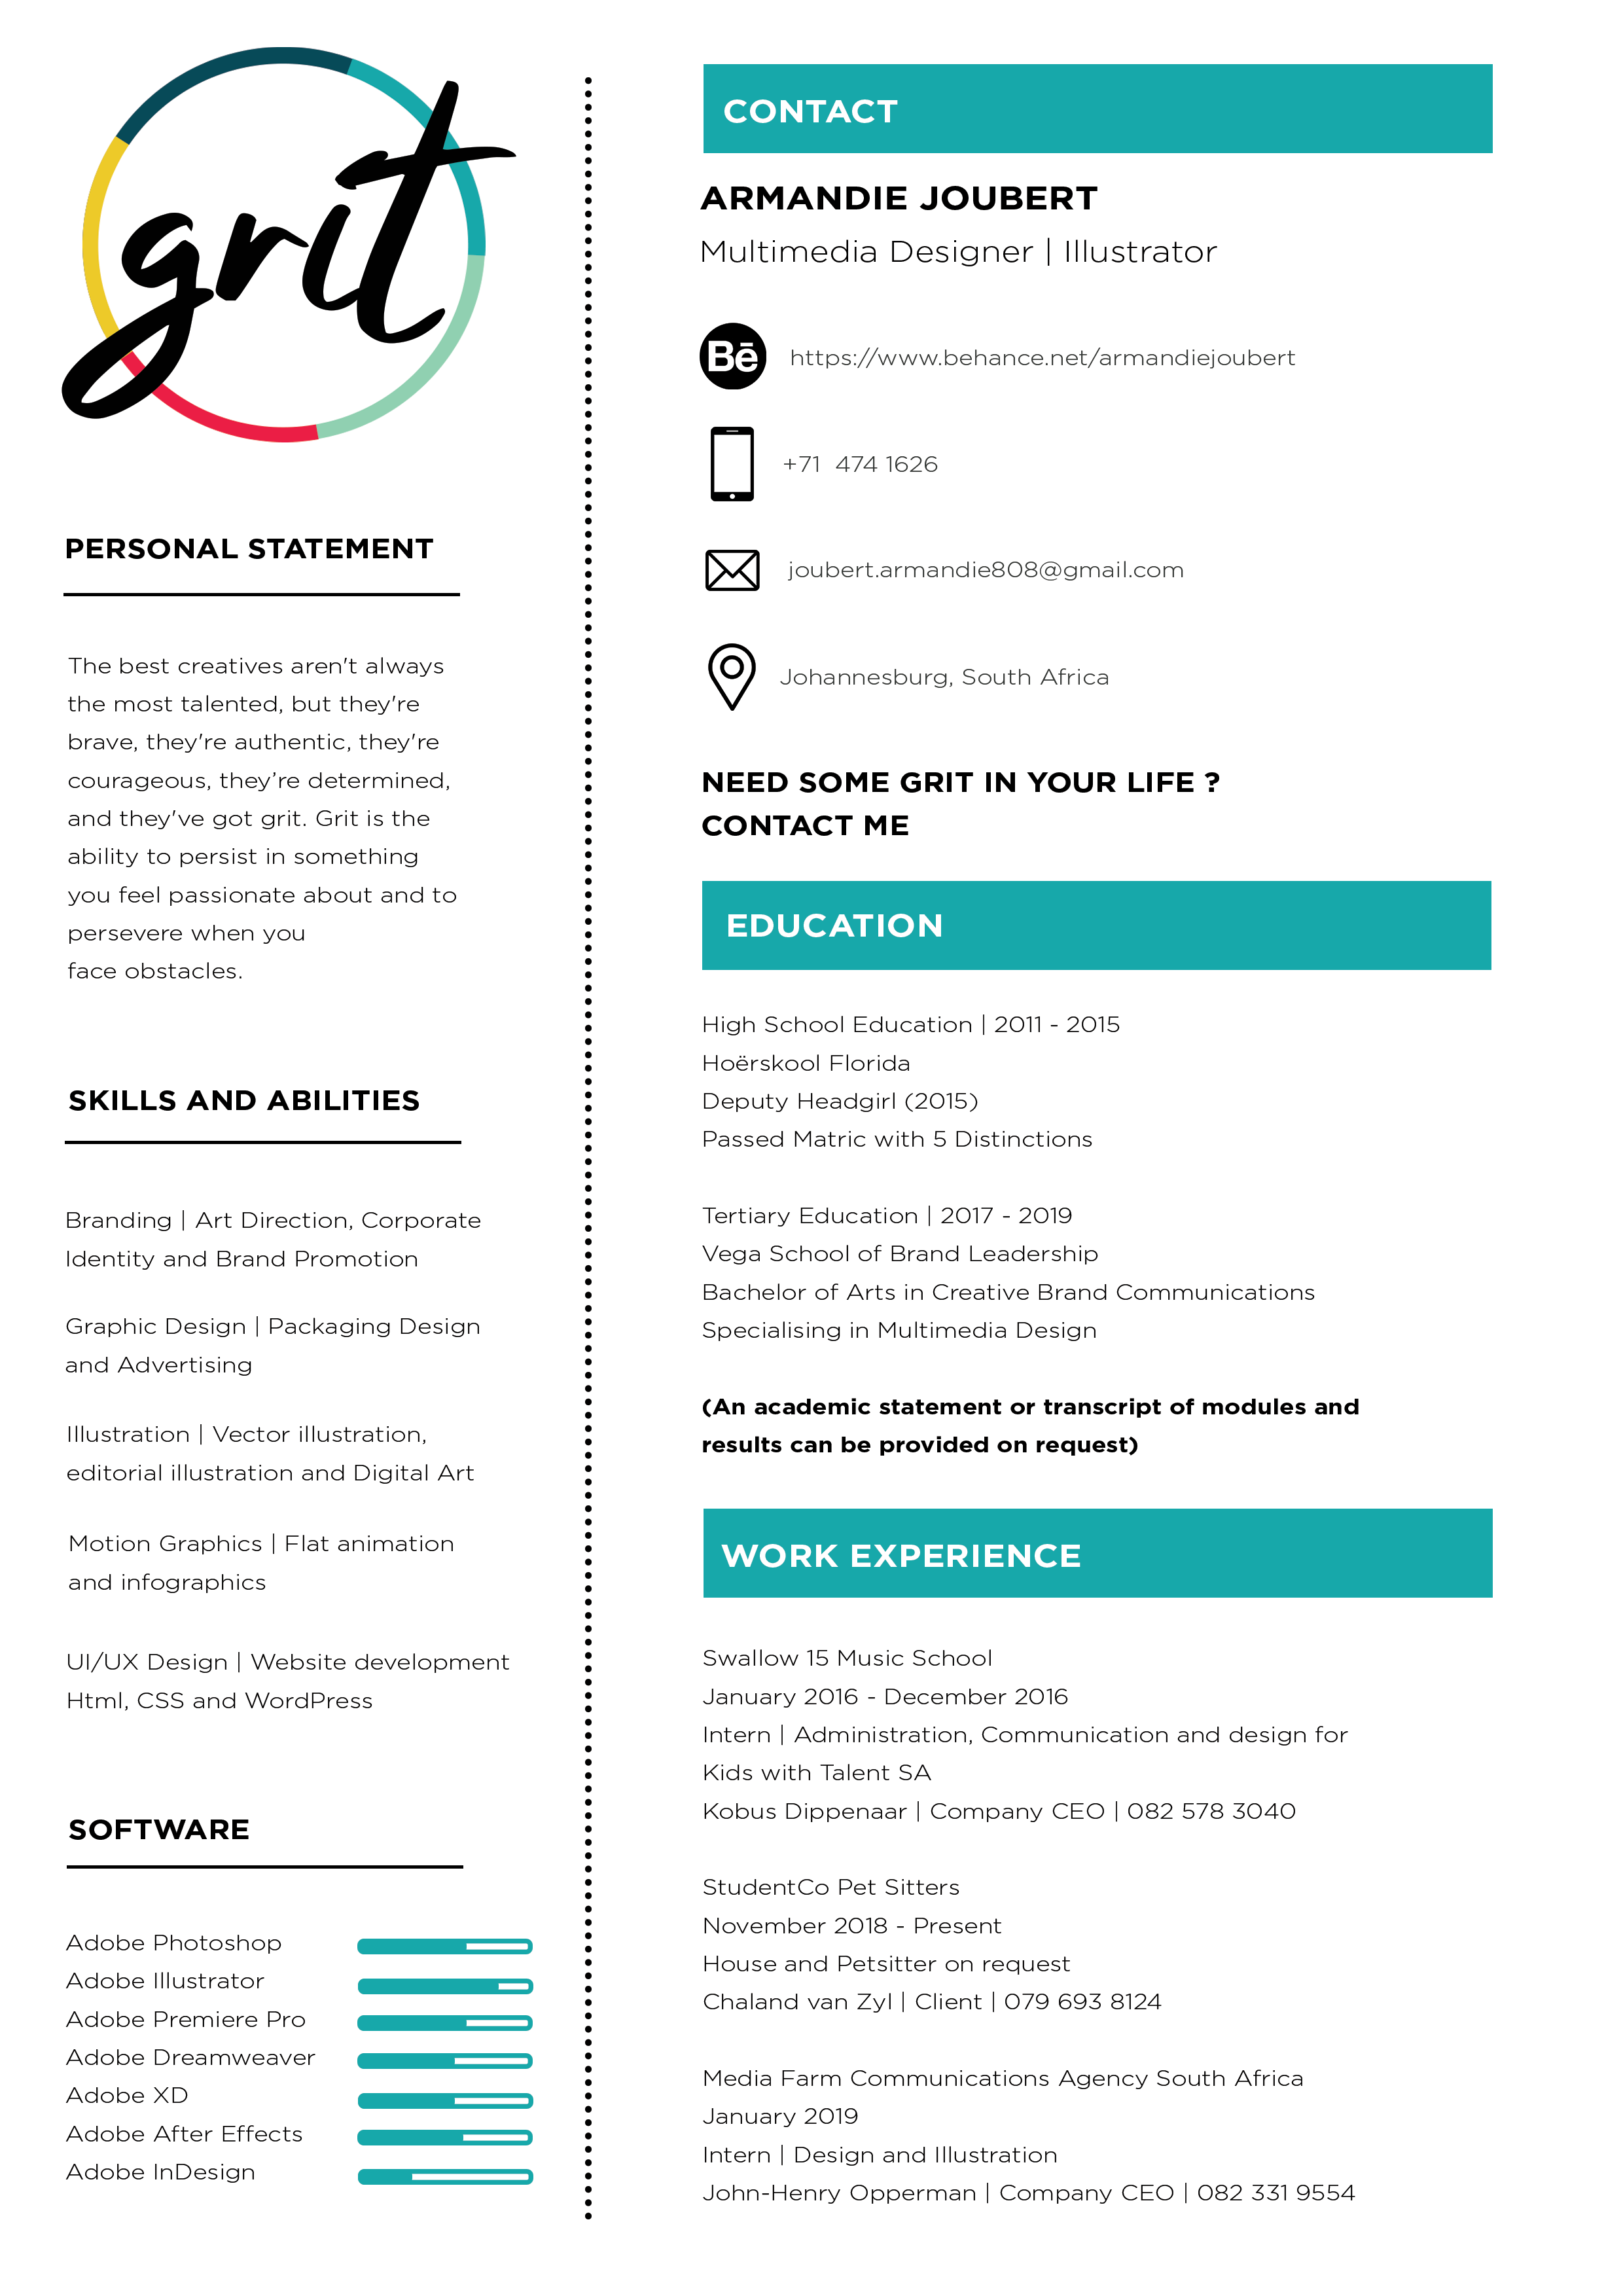 grit
PERSONAL STATEMENT
The best creatives aren't always
the most talented, but they're
brave, they're authentic, they're
courageous, they’re determined,
and they've got grit. Grit is the
ability to persist in something
you feel passionate about and to
persevere when you
face obstacles.
SKILLS AND ABILITIES
Branding | Art Direction, Corporate
Identity and Brand Promotion
Graphic Design | Packaging Design
and Advertising
Illustration | Vector illustration,
editorial illustration and Digital Art
Motion Graphics | Flat animation
and infographics
UI/UX Design | Website development
Html, CSS and WordPress
SOFTWARE
Adobe Photoshop
Adobe Illustrator
Adobe Premiere Pro
Adobe Dreamweaver
Adobe XD
Adobe After Effects
Adobe InDesign
CONTACT
ARMANDIE JOUBERT
Multimedia Designer | Illustrator
Bē https://www.behance.net/armandiejoubert
+71  474 1626
joubert.armandie808@gmail.com
Johannesburg, South Africa
NEED SOME GRIT IN YOUR LIFE ?
CONTACT ME
EDUCATION
High School Education | 2011 - 2015
Hoërskool Florida
Deputy Headgirl (2015)
Passed Matric with 5 Distinctions
Tertiary Education | 2017 - 2019
Vega School of Brand Leadership
Bachelor of Arts in Creative Brand Communications
Specialising in Multimedia Design
(An academic statement or transcript of modules and
results can be provided on request)
WORK EXPERIENCE
Swallow 15 Music School
January 2016 - December 2016
Intern | Administration, Communication and design for
Kids with Talent SA
Kobus Dippenaar | Company CEO | 082 578 3040
StudentCo Pet Sitters
November 2018 - Present
House and Petsitter on request
Chaland van Zyl | Client | 079 693 8124
Media Farm Communications Agency South Africa
January 2019
Intern | Design and Illustration
John-Henry Opperman | Company CEO | 082 331 9554